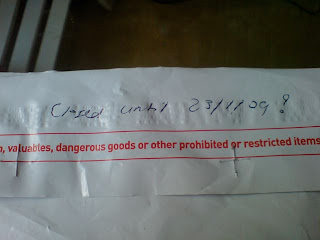 Closed until 23/11/09!
, valuables, dangerous goods or other prohibited or restricted items